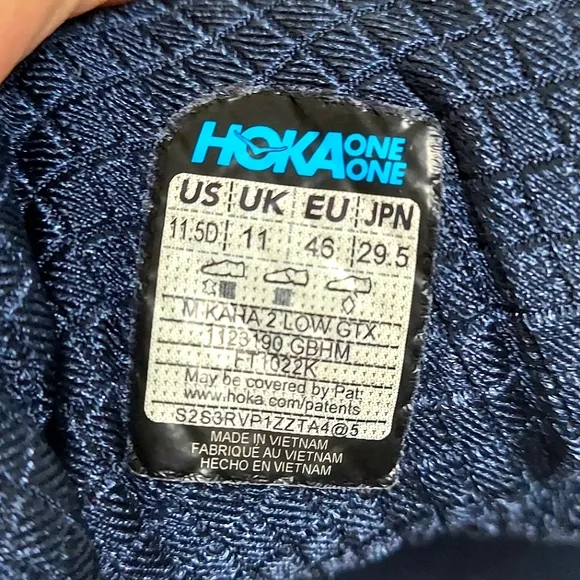 HOKA ONE ONE
US UK EU JPN
11.5D 11 46 29.5
M KAHA 2 LOW GTX
1123190 GBHM
F11022K
May be covered by Pat:
www.hoka.com/patents
S2S3RVP1ZZTA4@5
MADE IN VIETNAM
FABRIQUÉ AU VIETNAM
HECHO EN VIETNAM